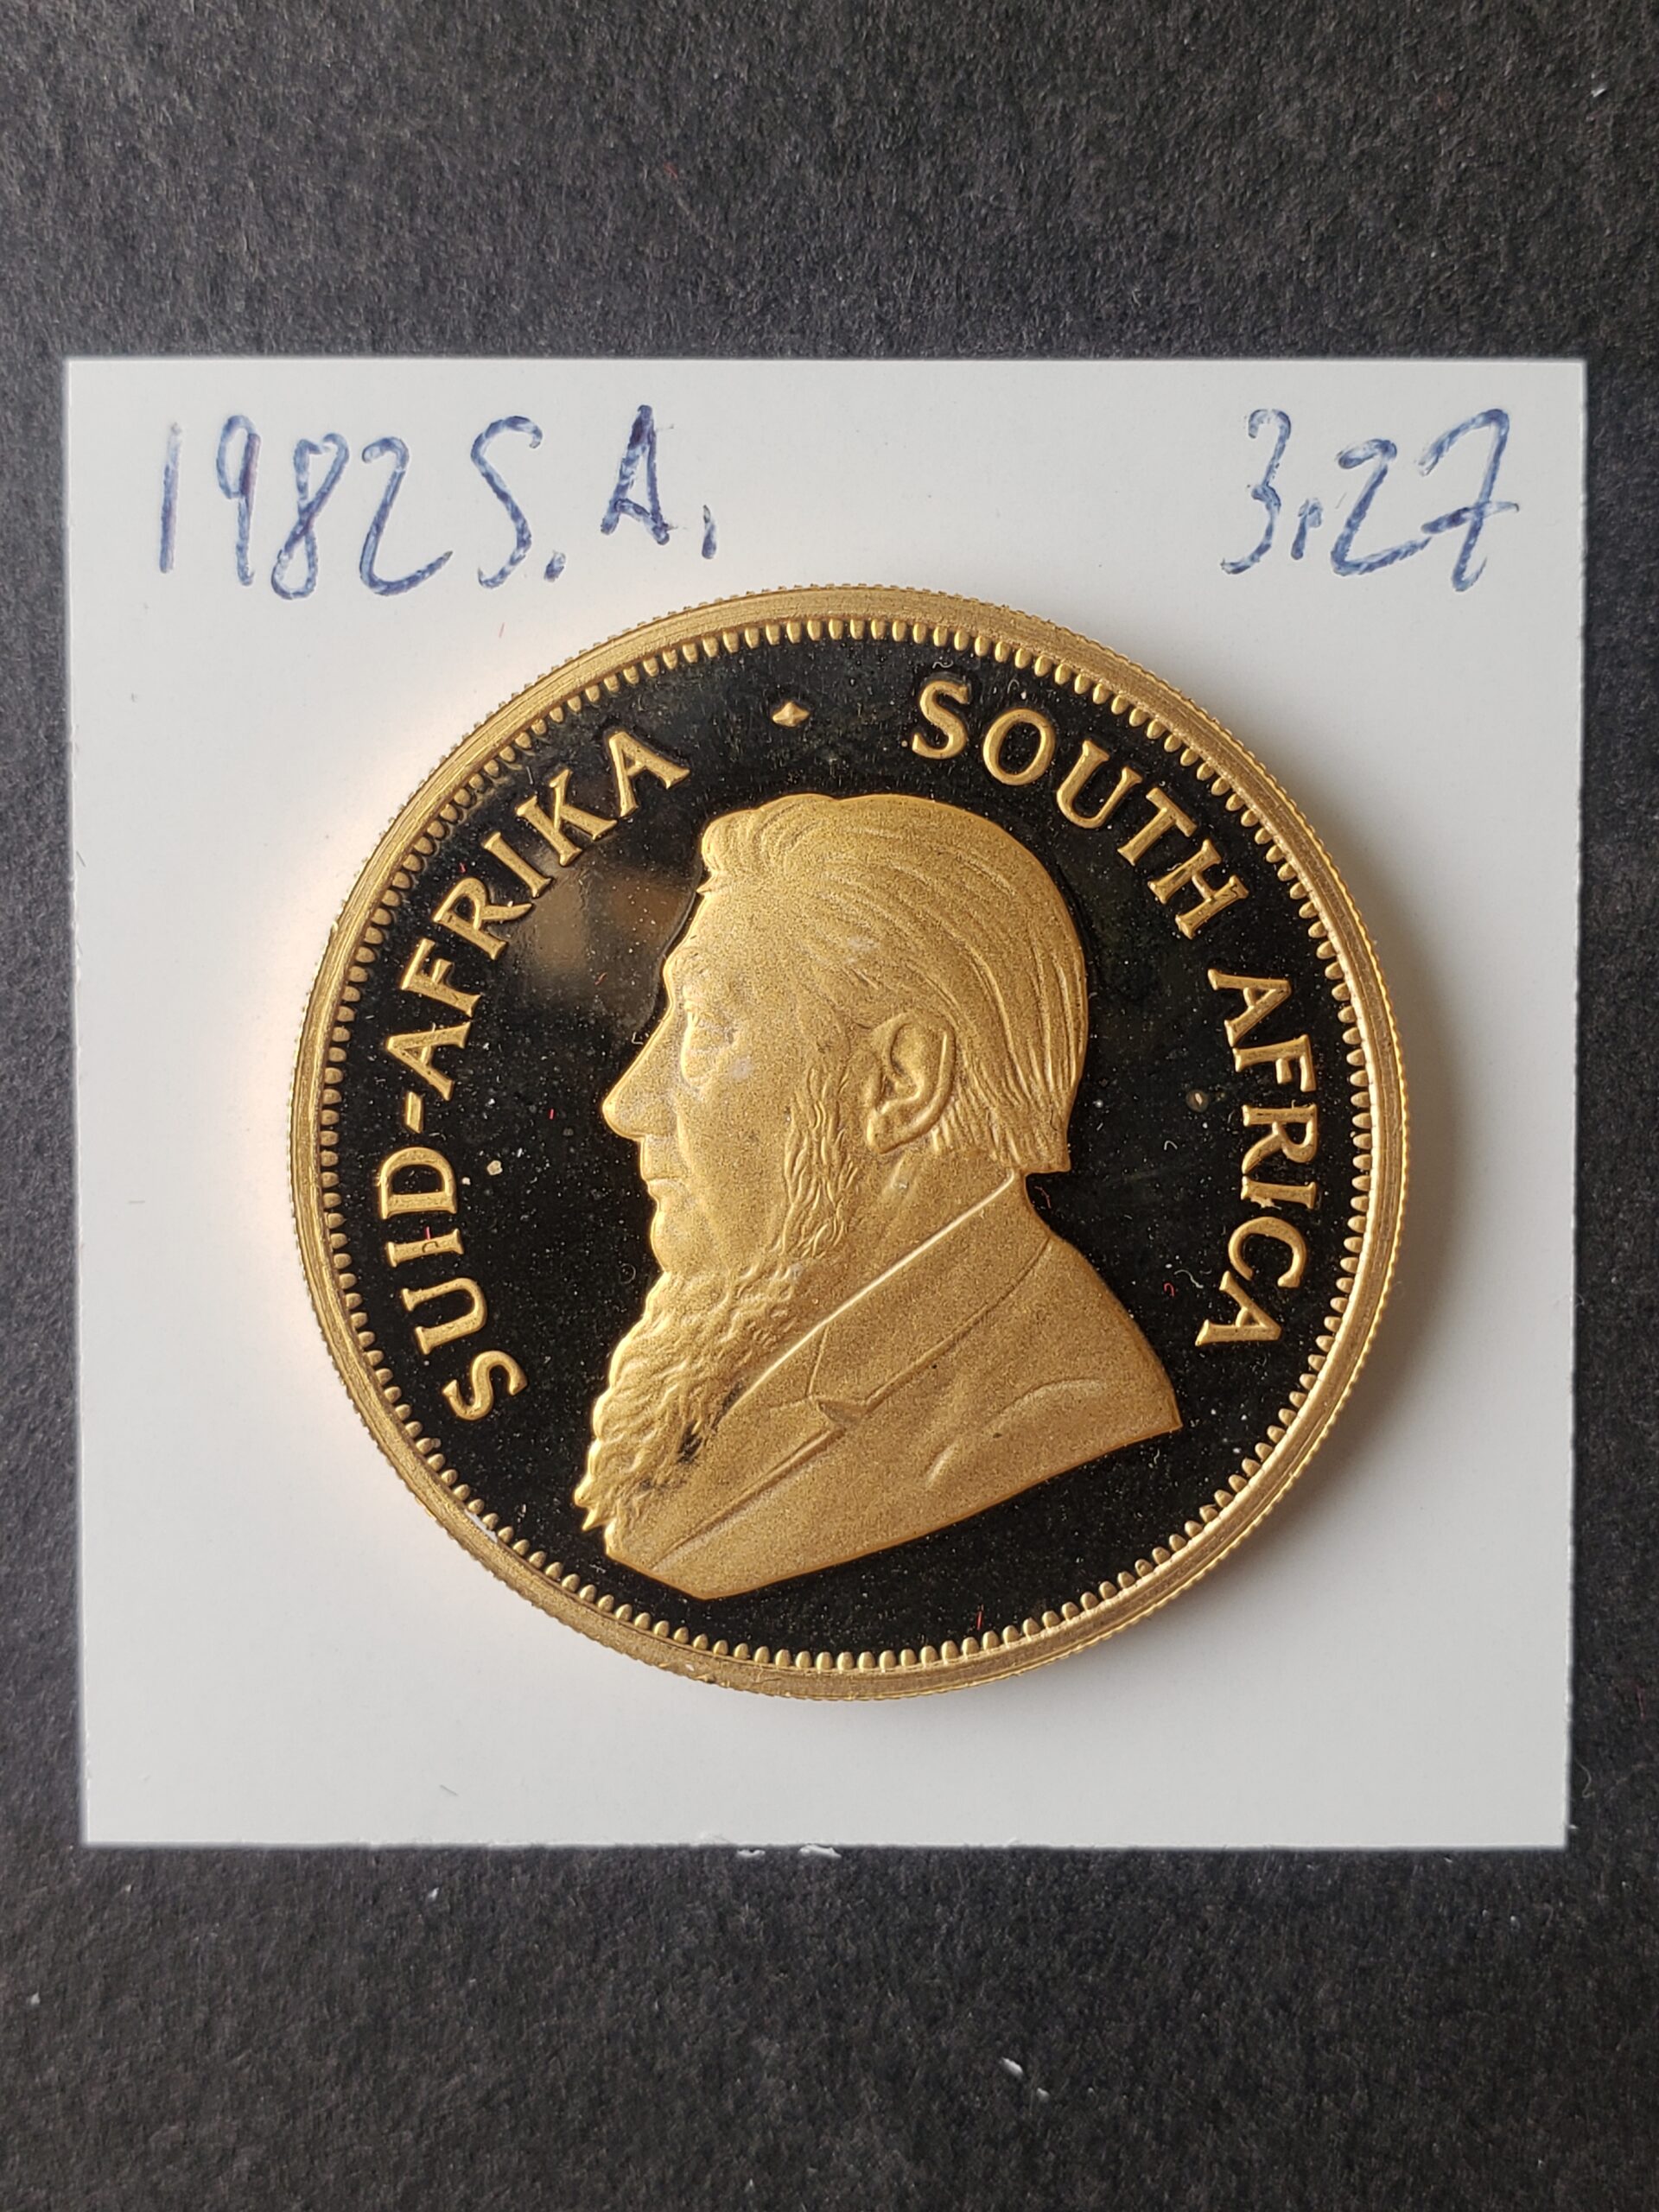 1982 S.A. 3.27
SUID-AFRIKA · SOUTH AFRICA